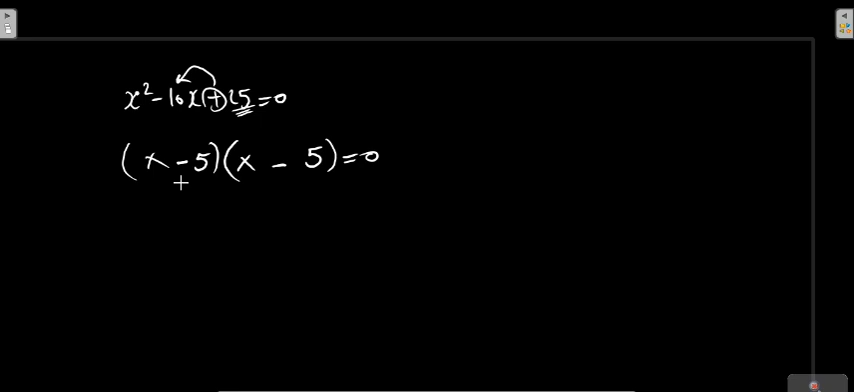 x² - 10x + 25 = 0
(x - 5)(x - 5) = 0